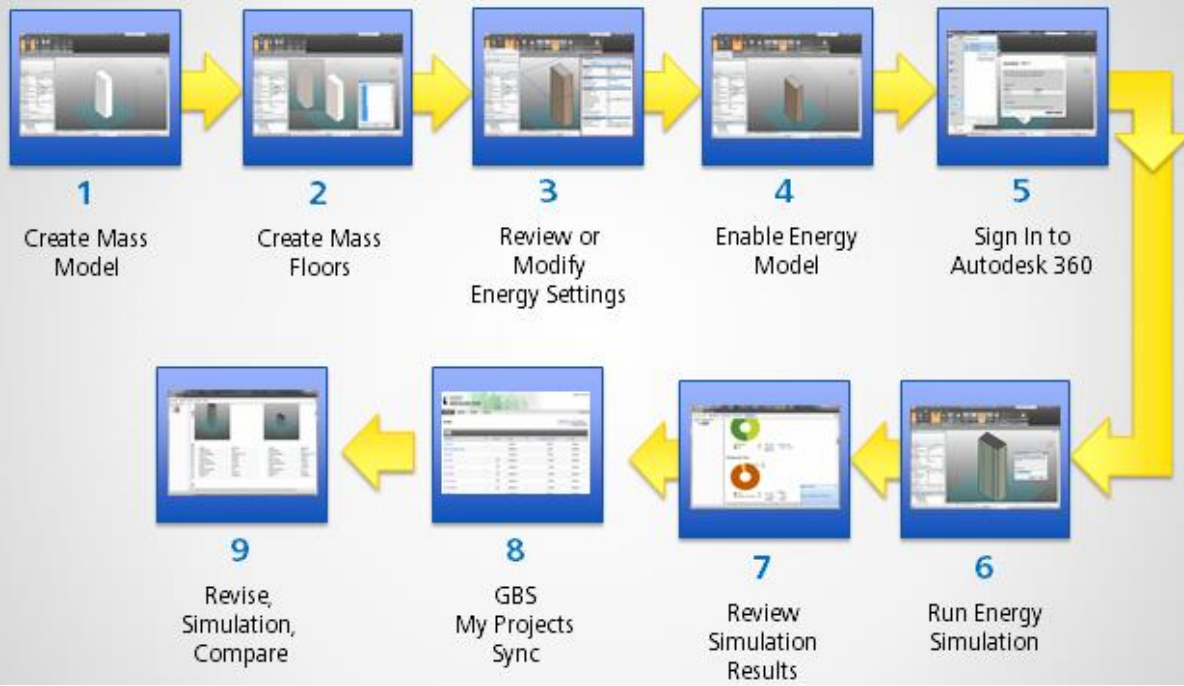 1
Create Mass
Model
2
Create Mass
Floors
3
Review or
Modify
Energy Settings
4
Enable Energy
Model
5
Sign In to
Autodesk 360
6
Run Energy
Simulation
7
Review
Simulation
Results
8
GBS
My Projects
Sync
9
Revise,
Simulation,
Compare